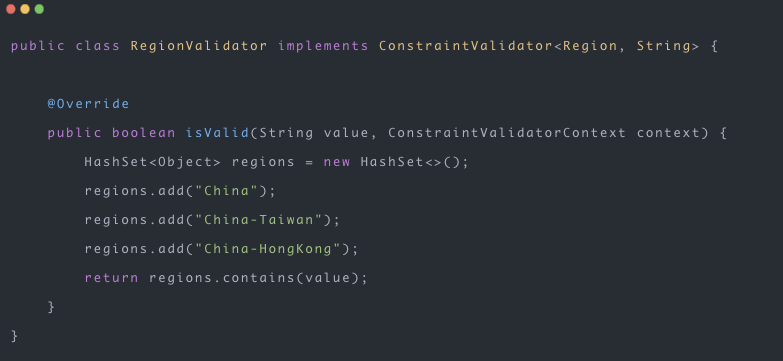 public class RegionValidator implements ConstraintValidator<Region, String> {
@Override
public boolean isValid(String value, ConstraintValidatorContext context) {
HashSet<Object> regions = new HashSet<>();
regions.add("China");
regions.add("China-Taiwan");
regions.add("China-HongKong");
return regions.contains(value);
}
}